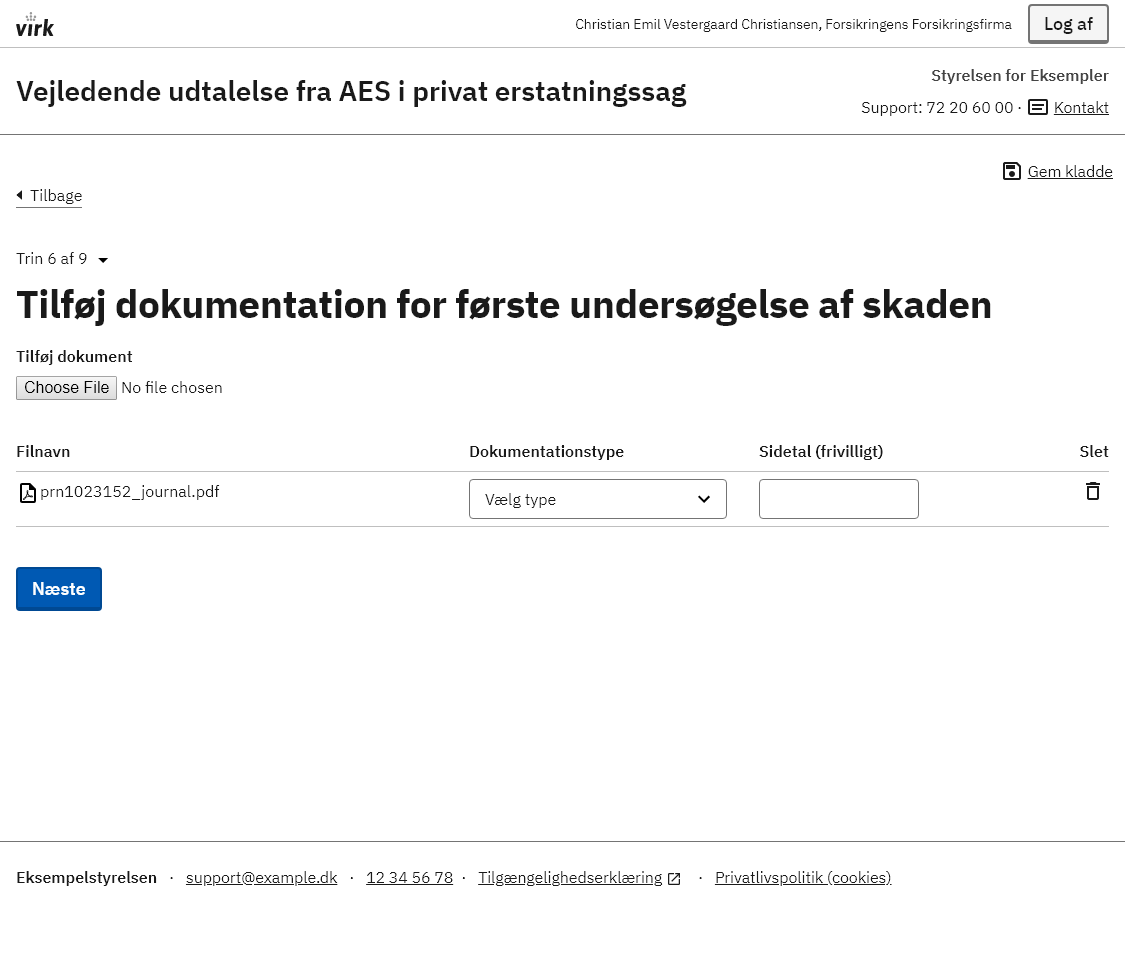 virk
Christian Emil Vestergaard Christiansen, Forsikringens Forsikringsfirma
Log af
Vejledende udtalelse fra AES i privat erstatningssag
Styrelsen for Eksempler
Support: 72 20 60 00 · Kontakt
Gem kladde
Tilbage
Trin 6 af 9
Tilføj dokumentation for første undersøgelse af skaden
Tilføj dokument
Choose File No file chosen
Filnavn Dokumentationstype Sidetal (frivilligt) Slet
prn1023152_journal.pdf Vælg type
Næste
Eksempelstyrelsen · support@example.dk · 12 34 56 78 · Tilgængelighedserklæring · Privatlivspolitik (cookies)